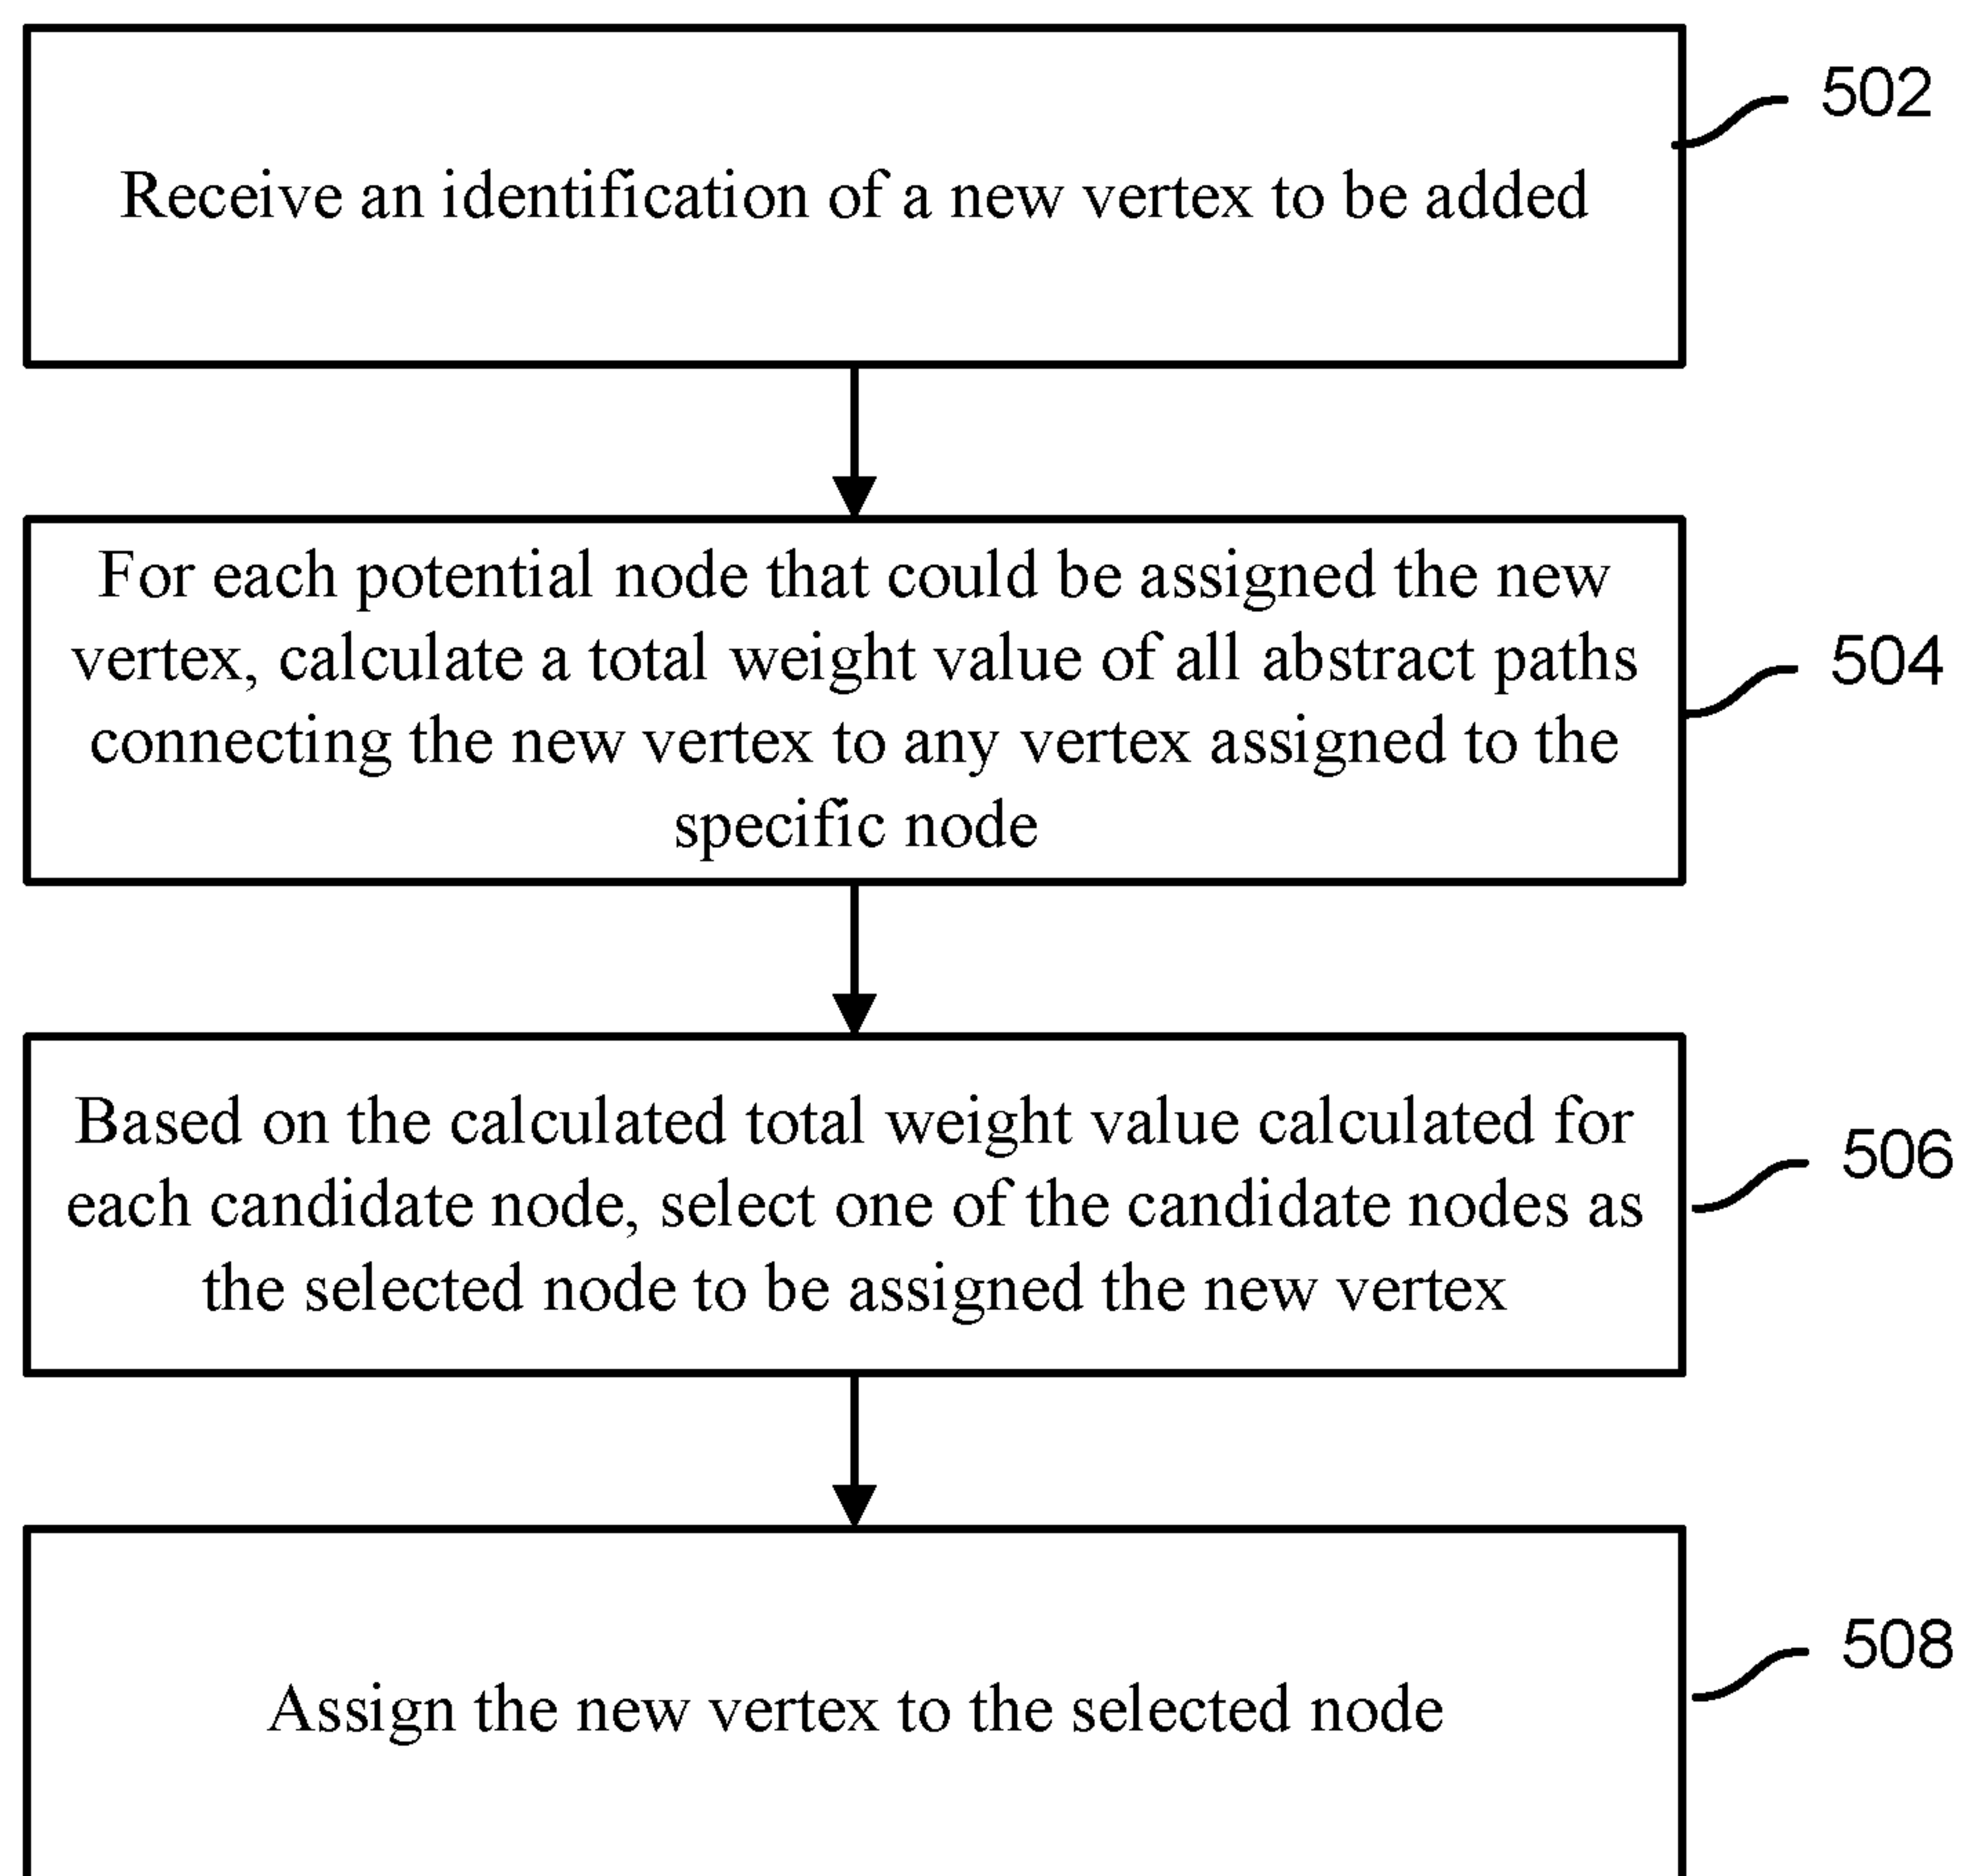 Receive an identification of a new vertex to be added
502
For each potential node that could be assigned the new
vertex, calculate a total weight value of all abstract paths
connecting the new vertex to any vertex assigned to the
specific node
504
Based on the calculated total weight value calculated for
each candidate node, select one of the candidate nodes as
the selected node to be assigned the new vertex
506
Assign the new vertex to the selected node
508